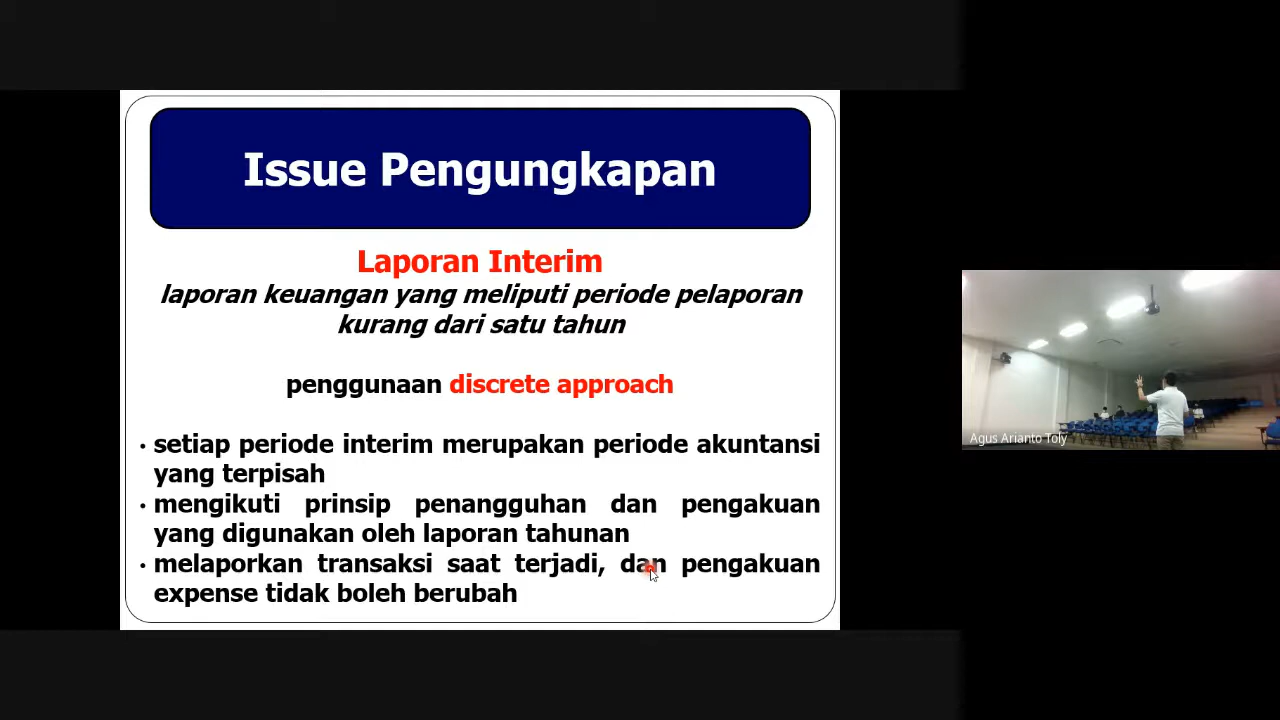 Issue Pengungkapan
Laporan Interim
laporan keuangan yang meliputi periode pelaporan
kurang dari satu tahun
penggunaan discrete approach
• setiap periode interim merupakan periode akuntansi
yang terpisah
• mengikuti prinsip penangguhan dan pengakuan
yang digunakan oleh laporan tahunan
• melaporkan transaksi saat terjadi, dan pengakuan
expense tidak boleh berubah
Agus Arianto Toly